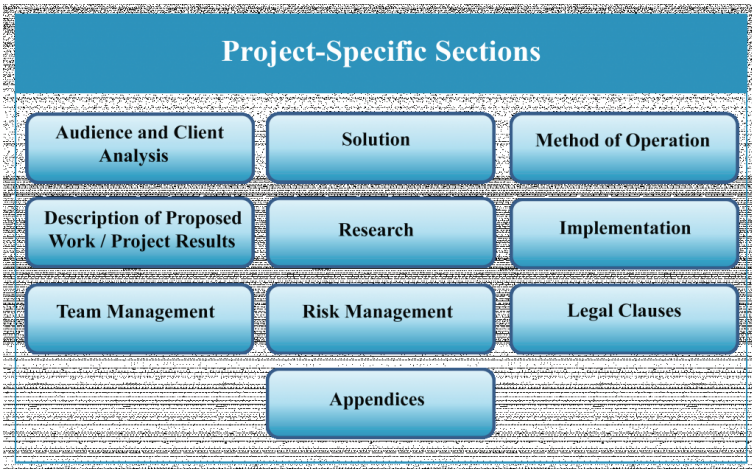 Project-Specific Sections
Audience and Client
Analysis
Solution
Method of Operation
Description of Proposed
Work / Project Results
Research
Implementation
Team Management
Risk Management
Legal Clauses
Appendices